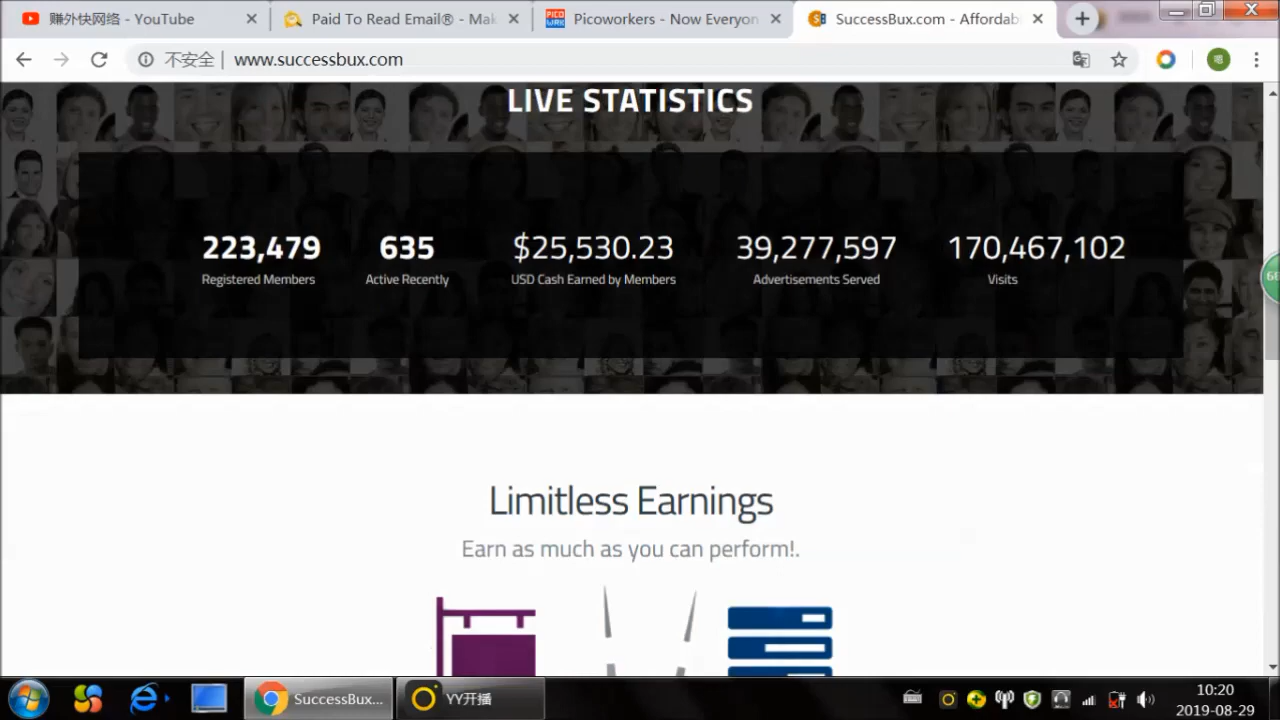 赚外快网络 - YouTube
Paid To Read Email® - Mak
Picoworkers - Now Everyon
SuccessBux.com - Affordab
不安全 | www.successbux.com
嗯
LIVE STATISTICS
223,479
635
$25,530.23
39,277,597
170,467,102
Registered Members
Active Recently
USD Cash Earned by Members
Advertisements Served
Visits
68
Limitless Earnings
Earn as much as you can perform!.
SuccessBux...
YY开播
10:20
2019-08-29